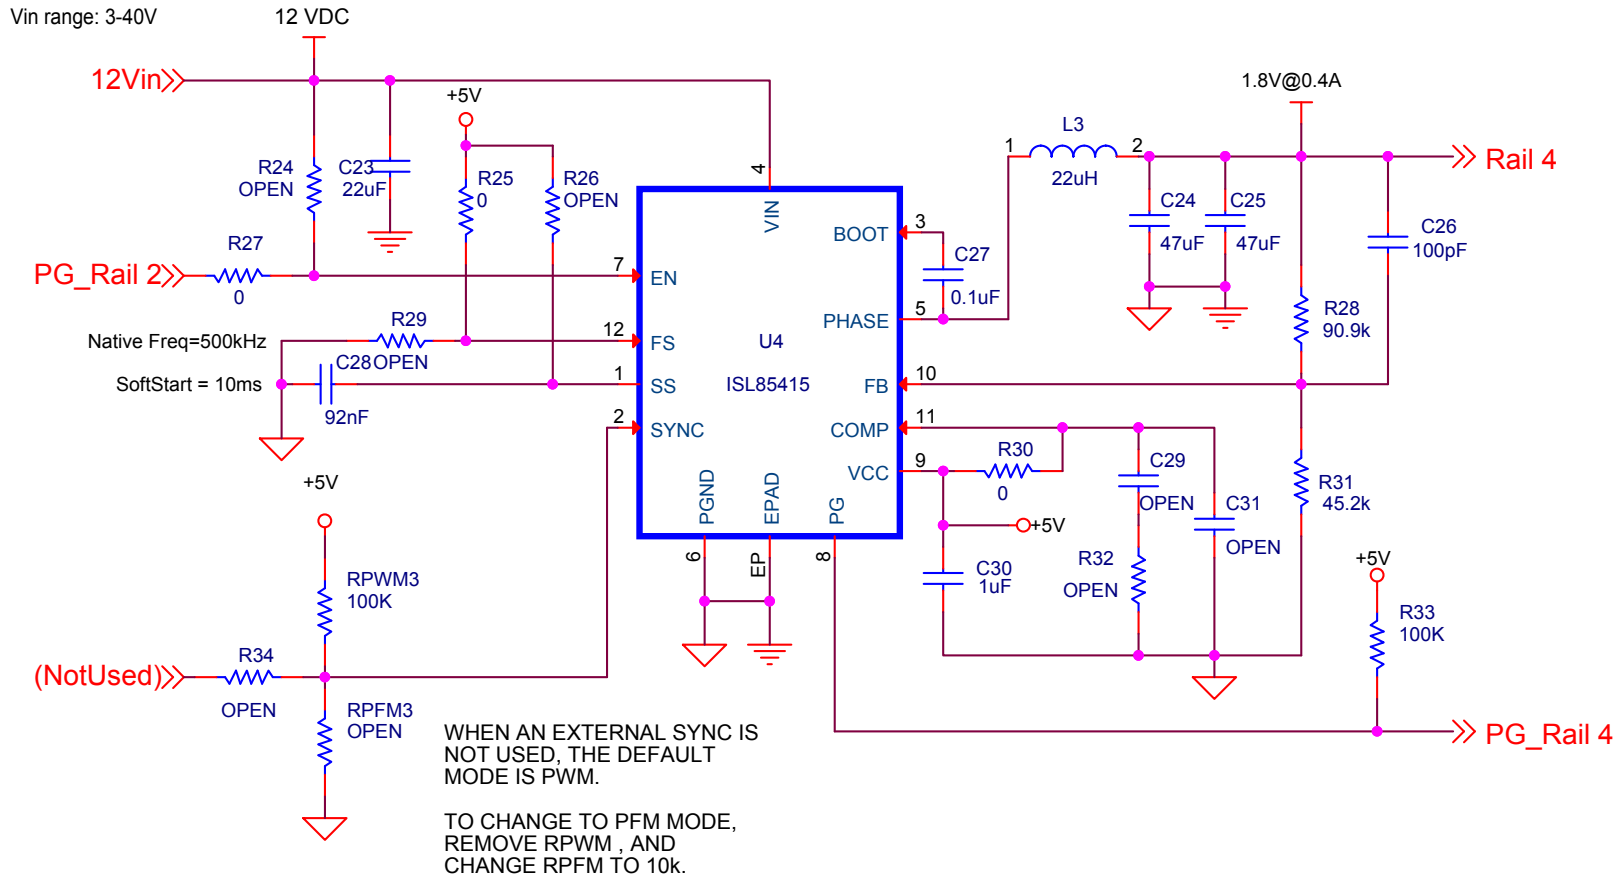 Vin range: 3-40V
12 VDC
12Vin
+5V
1.8V@0.4A
L3
1
2
22uH
Rail 4
R24
OPEN
C23
22uF
R25
0
R26
OPEN
4
VIN
C24
47uF
C25
47uF
C26
100pF
BOOT
3
C27
0.1uF
R27
0
PG_Rail 2
7
EN
PHASE
5
R28
90.9k
Native Freq=500kHz
R29
OPEN
12
FS
U4
ISL85415
SoftStart = 10ms
C28
92nF
1
SS
FB
10
2
SYNC
COMP
11
VCC
9
R30
0
C29
OPEN
C31
OPEN
R31
45.2k
+5V
PGND
EPAD
PG
6
EP
8
+5V
C30
1uF
R32
OPEN
+5V
R33
100K
RPWM3
100K
(NotUsed)
R34
OPEN
RPFM3
OPEN
PG_Rail 4
WHEN AN EXTERNAL SYNC IS
NOT USED, THE DEFAULT
MODE IS PWM.
TO CHANGE TO PFM MODE,
REMOVE RPWM , AND
CHANGE RPFM TO 10k.